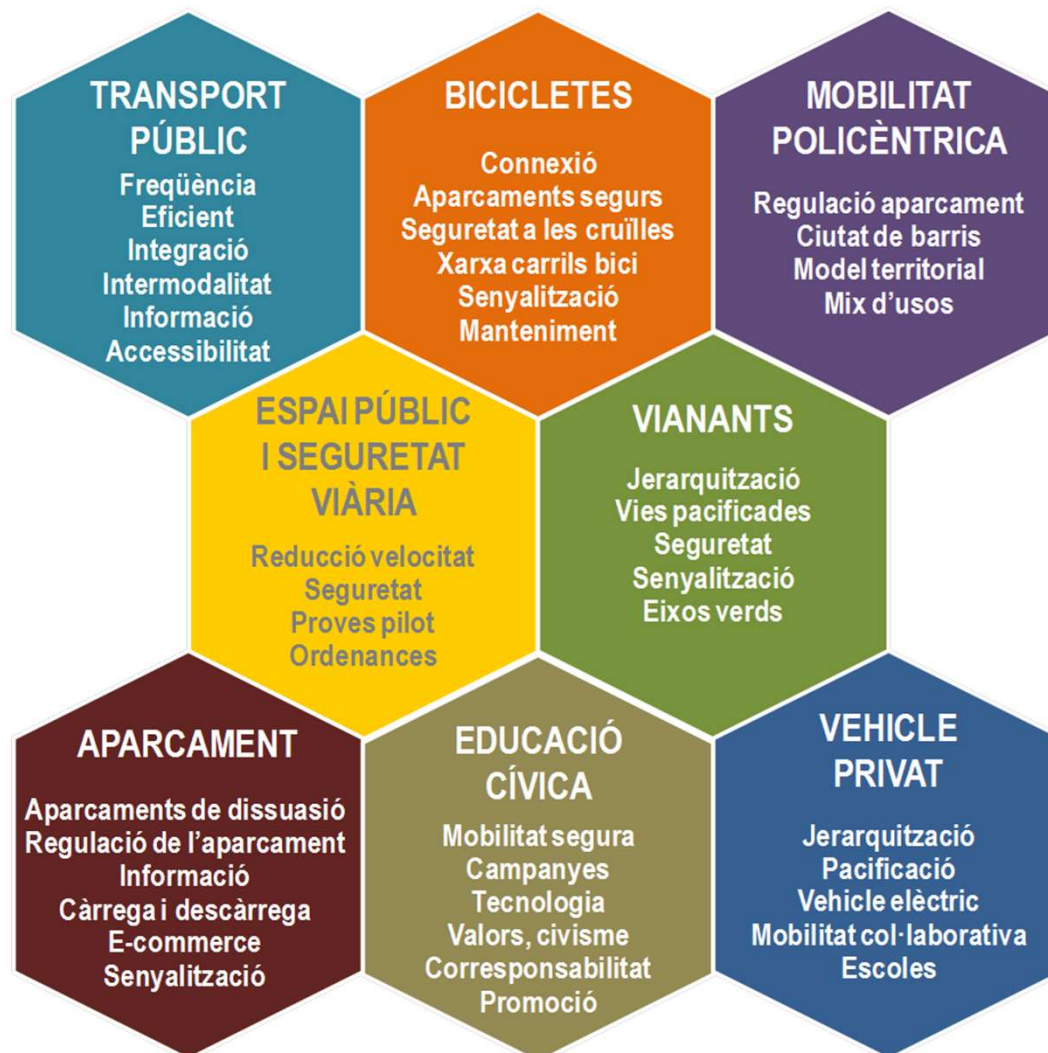 TRANSPORT
PÚBLIC
Freqüència
Eficient
Integració
Intermodalitat
Informació
Accessibilitat
BICICLETES
Connexió
Aparcaments segurs
Seguretat a les cruïlles
Xarxa carrils bici
Senyalització
Manteniment
MOBILITAT
POLICÈNTRICA
Regulació aparcament
Ciutat de barris
Model territorial
Mix d'usos
ESPAI PÚBLIC
I SEGURETAT
VIÀRIA
Reducció velocitat
Seguretat
Proves pilot
Ordenances
VIANANTS
Jerarquització
Vies pacificades
Seguretat
Senyalització
Eixos verds
APARCAMENT
Aparcaments de dissuasió
Regulació de l'aparcament
Informació
Càrrega i descàrrega
E-commerce
Senyalització
EDUCACIÓ
CÍVICA
Mobilitat segura
Campanyes
Tecnologia
Valors, civisme
Corresponsabilitat
Promoció
VEHICLE
PRIVAT
Jerarquització
Pacificació
Vehicle elèctric
Mobilitat col·laborativa
Escoles